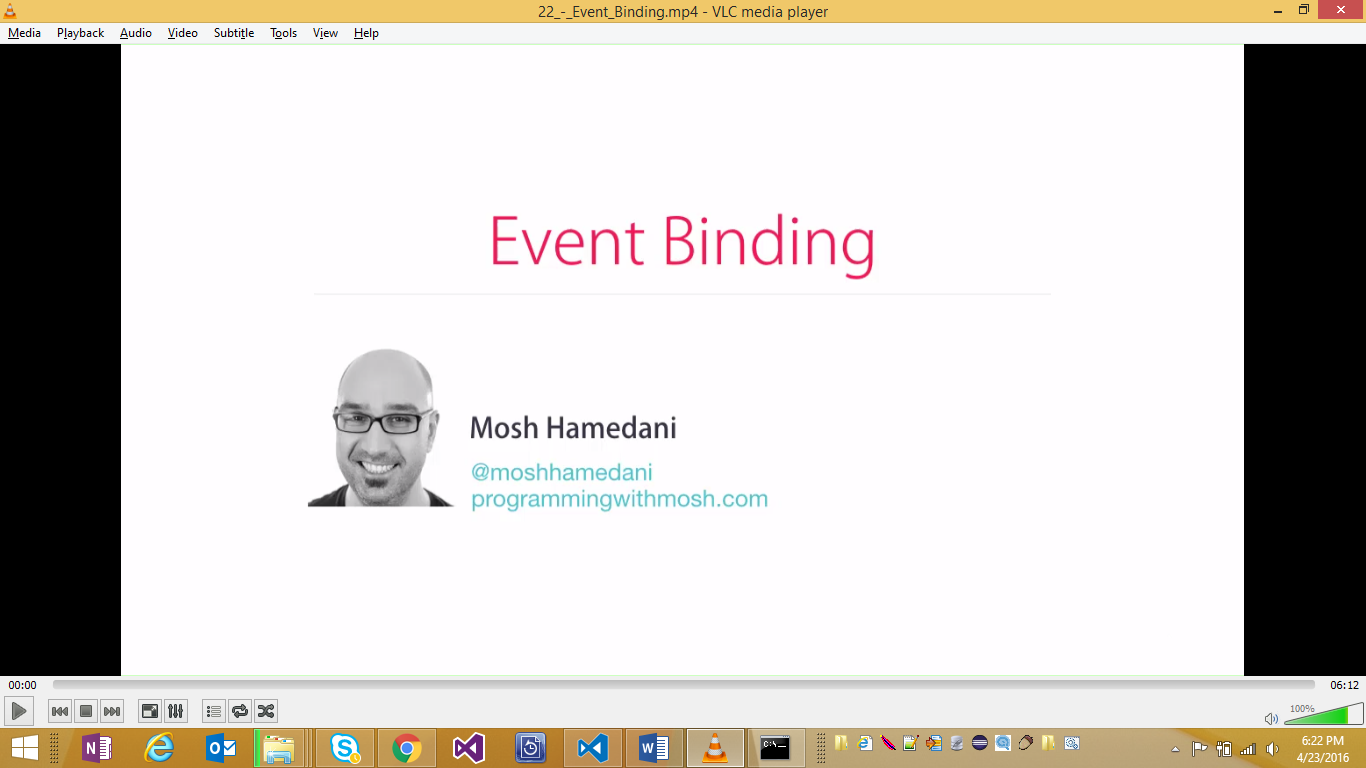 22_-_Event_Binding.mp4 - VLC media player
Media Playback Audio Video Subtitle Tools View Help
Event Binding
Mosh Hamedani
@moshhamedani
programmingwithmosh.com
00:00
06:12
100%
C:\_
6:22 PM
4/23/2016